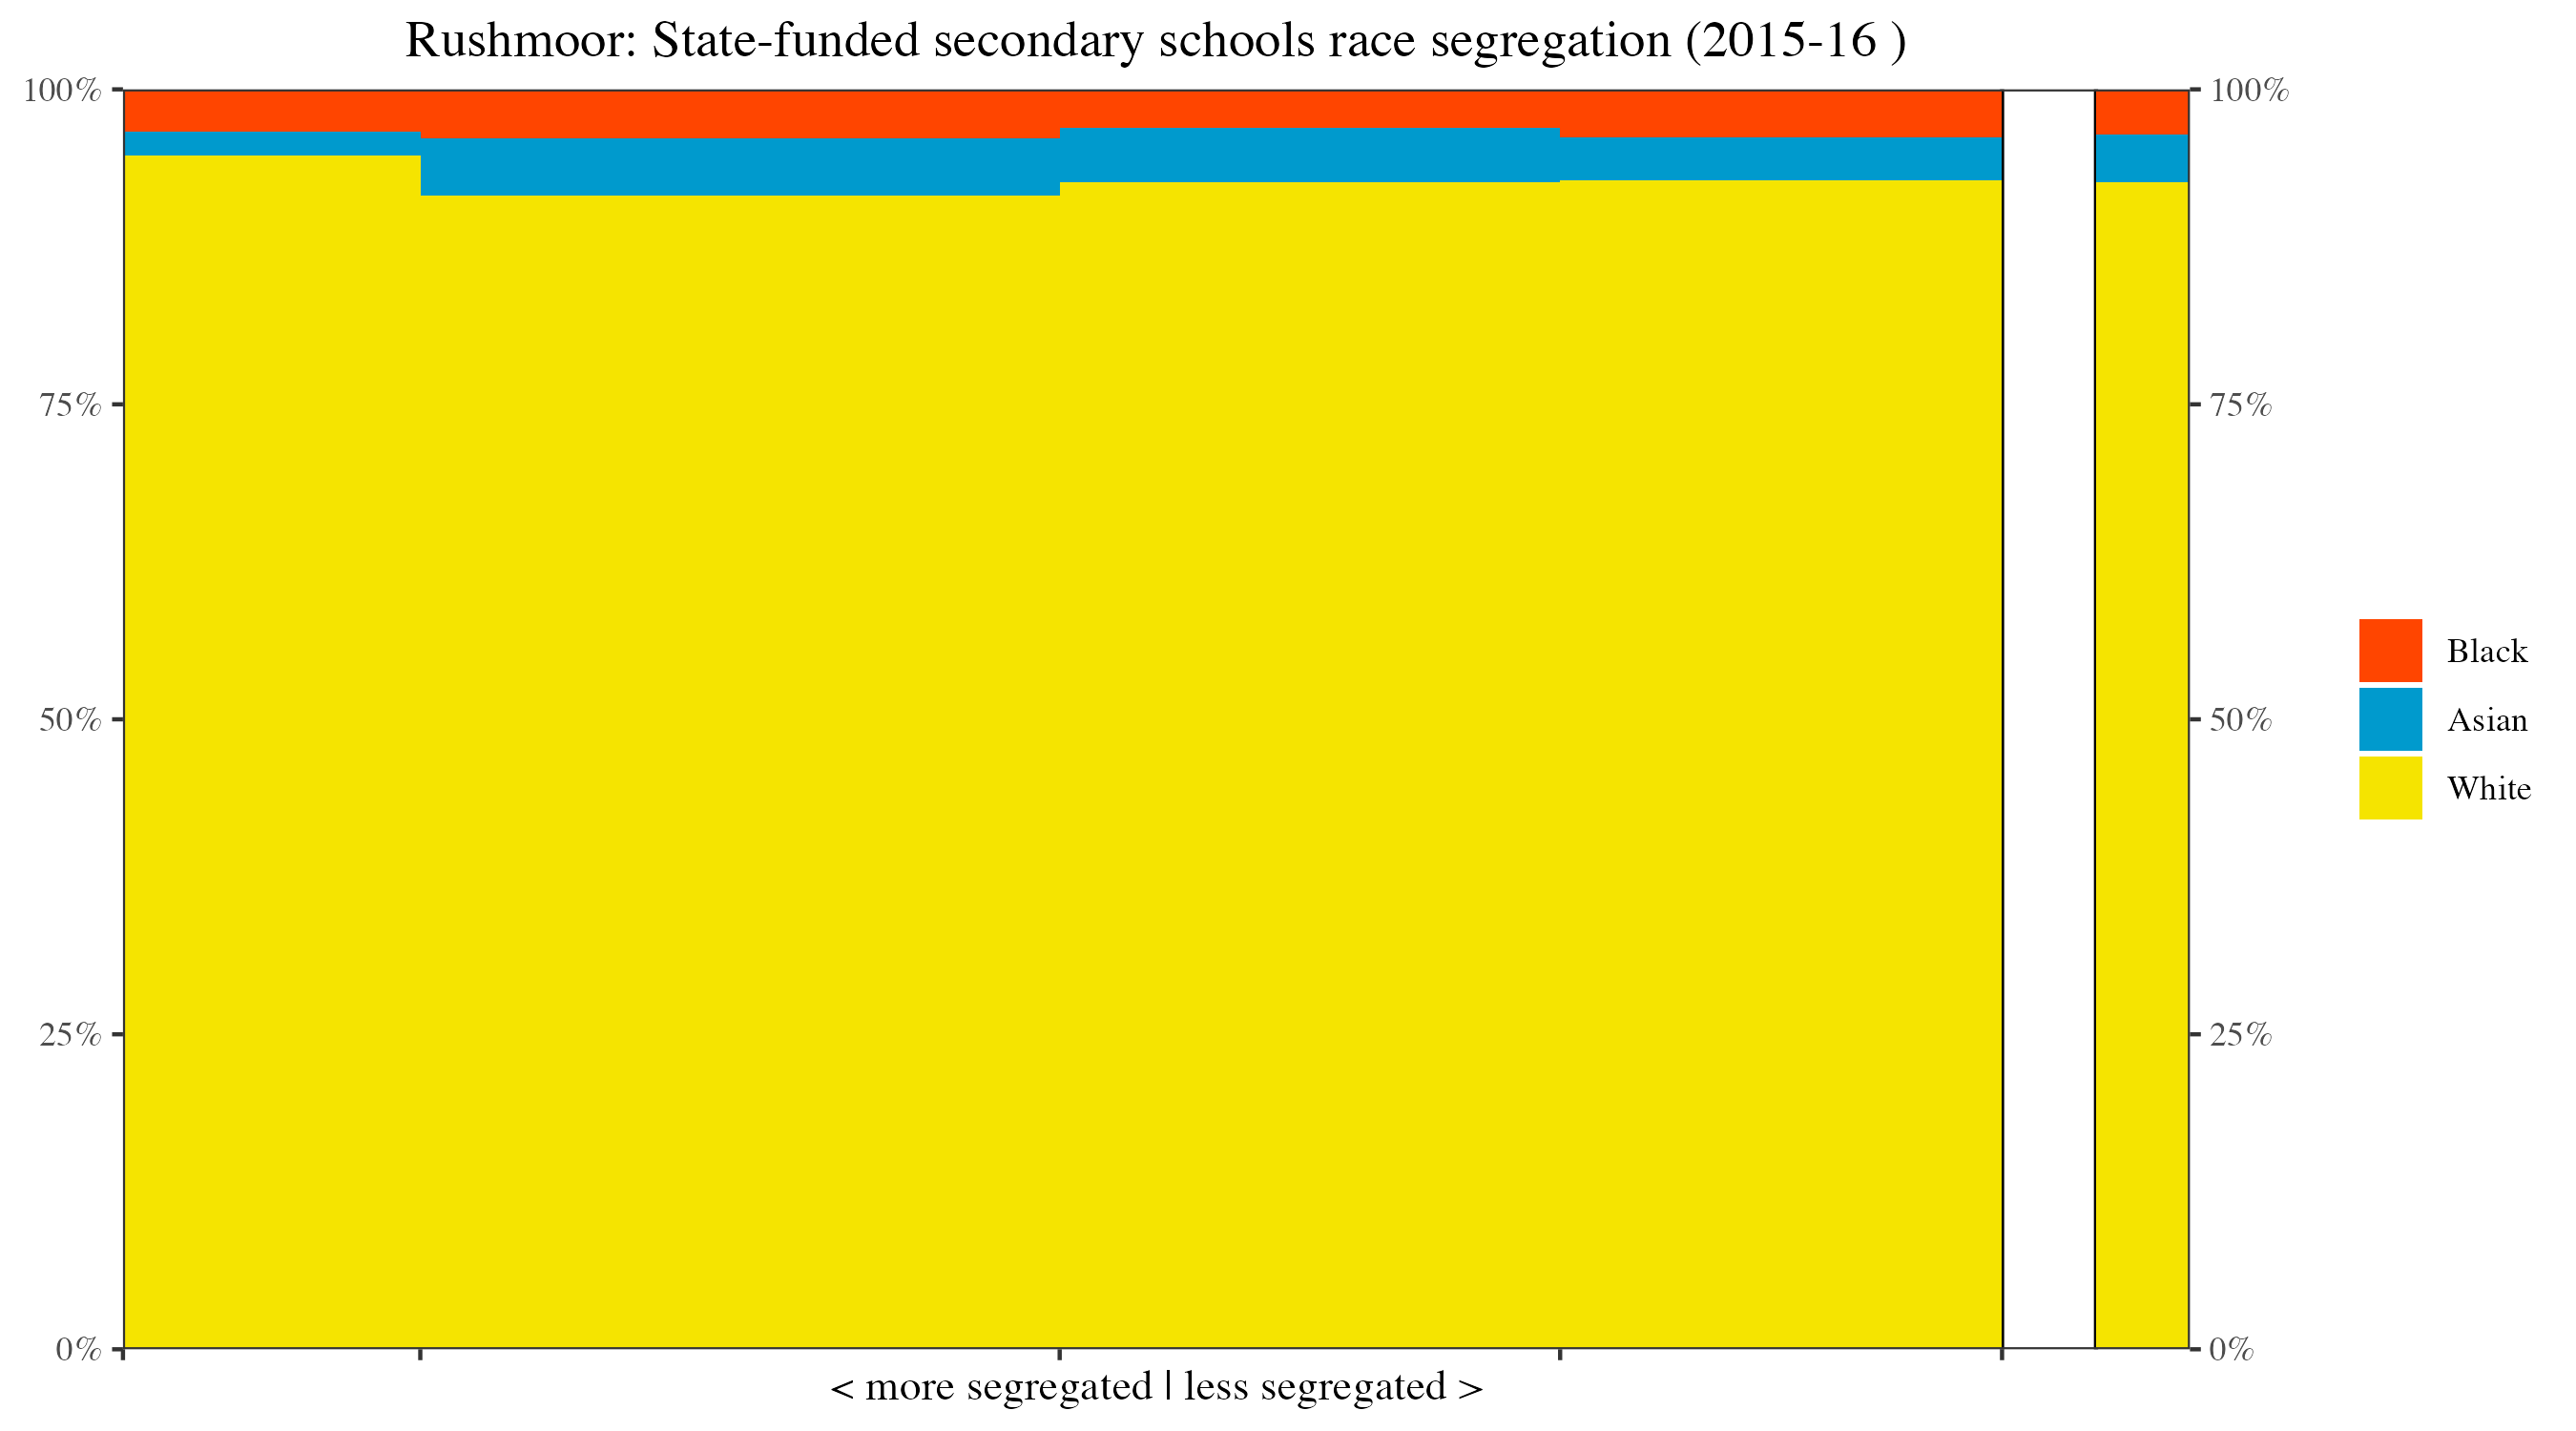 Rushmoor: State-funded secondary schools race segregation (2015-16 )
100%
75%
50%
25%
0%
100%
75%
50%
25%
0%
Black
Asian
White
< more segregated | less segregated >